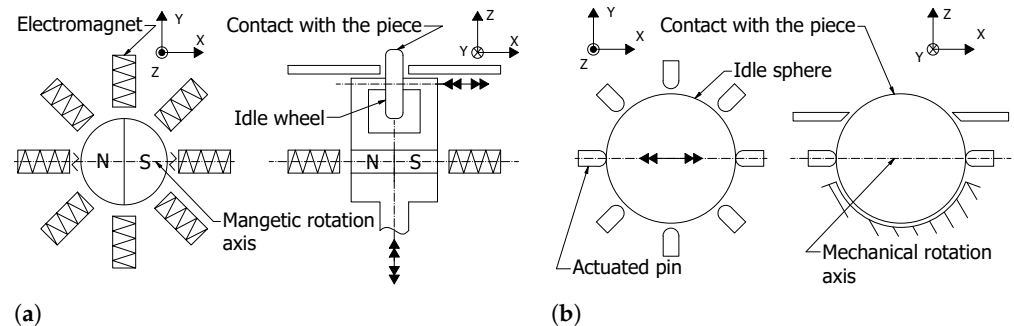 Electromagnet
Y
X
Z
N
S
Mangetic rotation
axis
(a)
Contact with the piece
Z
X
Y
Idle wheel
N
S
Y
X
Z
Idle sphere
Actuated pin
(b)
Contact with the piece
Z
X
Y
Mechanical rotation
axis